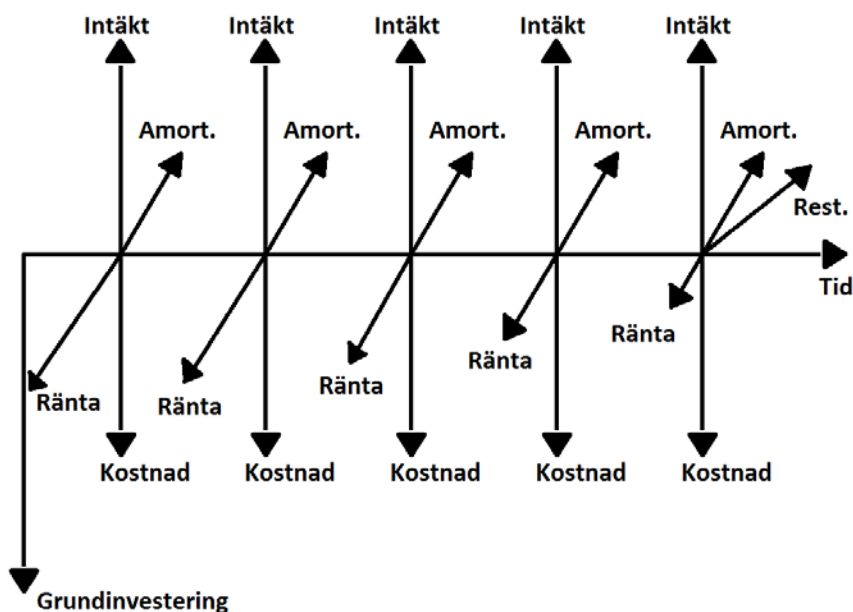 Intäkt Intäkt Intäkt Intäkt Intäkt
Amort. Amort. Amort. Amort. Amort.
Rest.
Tid
Ränta Ränta Ränta Ränta Ränta
Kostnad Kostnad Kostnad Kostnad Kostnad
Grundinvestering